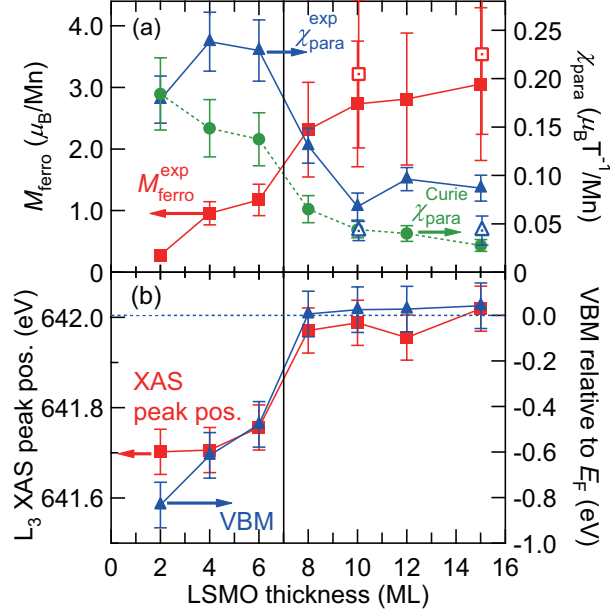 4.0
3.0
2.0
1.0
0
M_ferro (μ_B/Mn)
(a)
χ_para^exp
M_ferro^exp
χ_para^Curie
0.25
0.20
0.15
0.10
0.05
0
χ_para (μ_B T⁻¹/Mn)
(b)
642.0
641.8
641.6
L₃ XAS peak pos. (eV)
XAS
peak pos.
VBM
0.0
-0.2
-0.4
-0.6
-0.8
-1.0
VBM relative to E_F (eV)
0 2 4 6 8 10 12 14 16
LSMO thickness (ML)